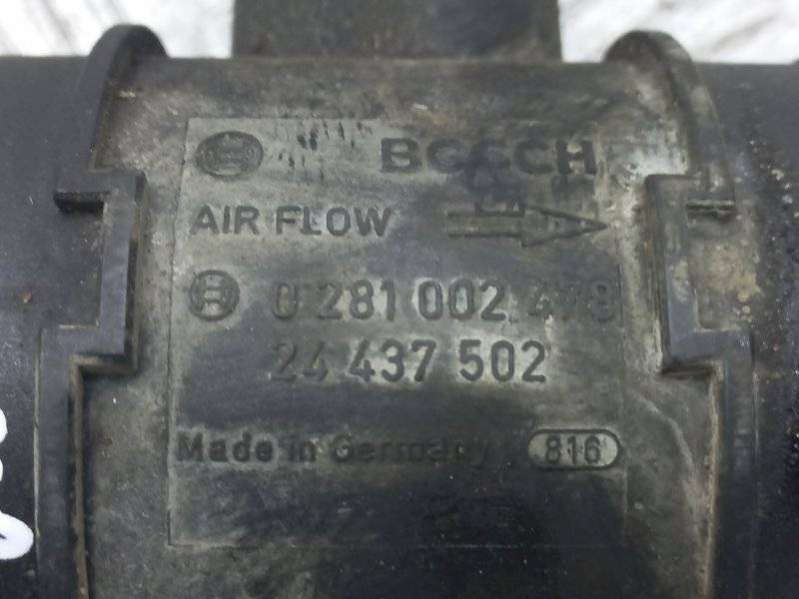 BOSCH
AIR FLOW
0 281 002 478
24 437 502
Made in Germany 816